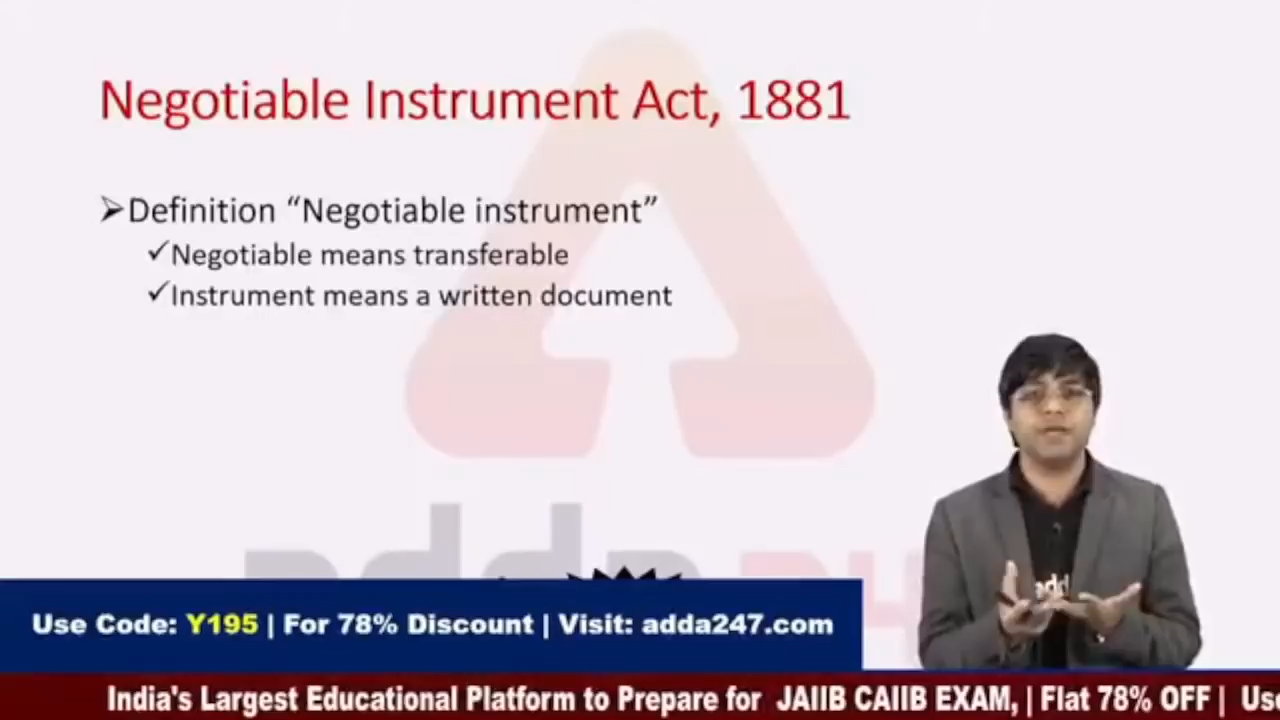 Negotiable Instrument Act, 1881
➢Definition “Negotiable instrument”
✓Negotiable means transferable
✓Instrument means a written document
Use Code: Y195 | For 78% Discount | Visit: adda247.com
India's Largest Educational Platform to Prepare for JAIIB CAIIB EXAM, | Flat 78% OFF |